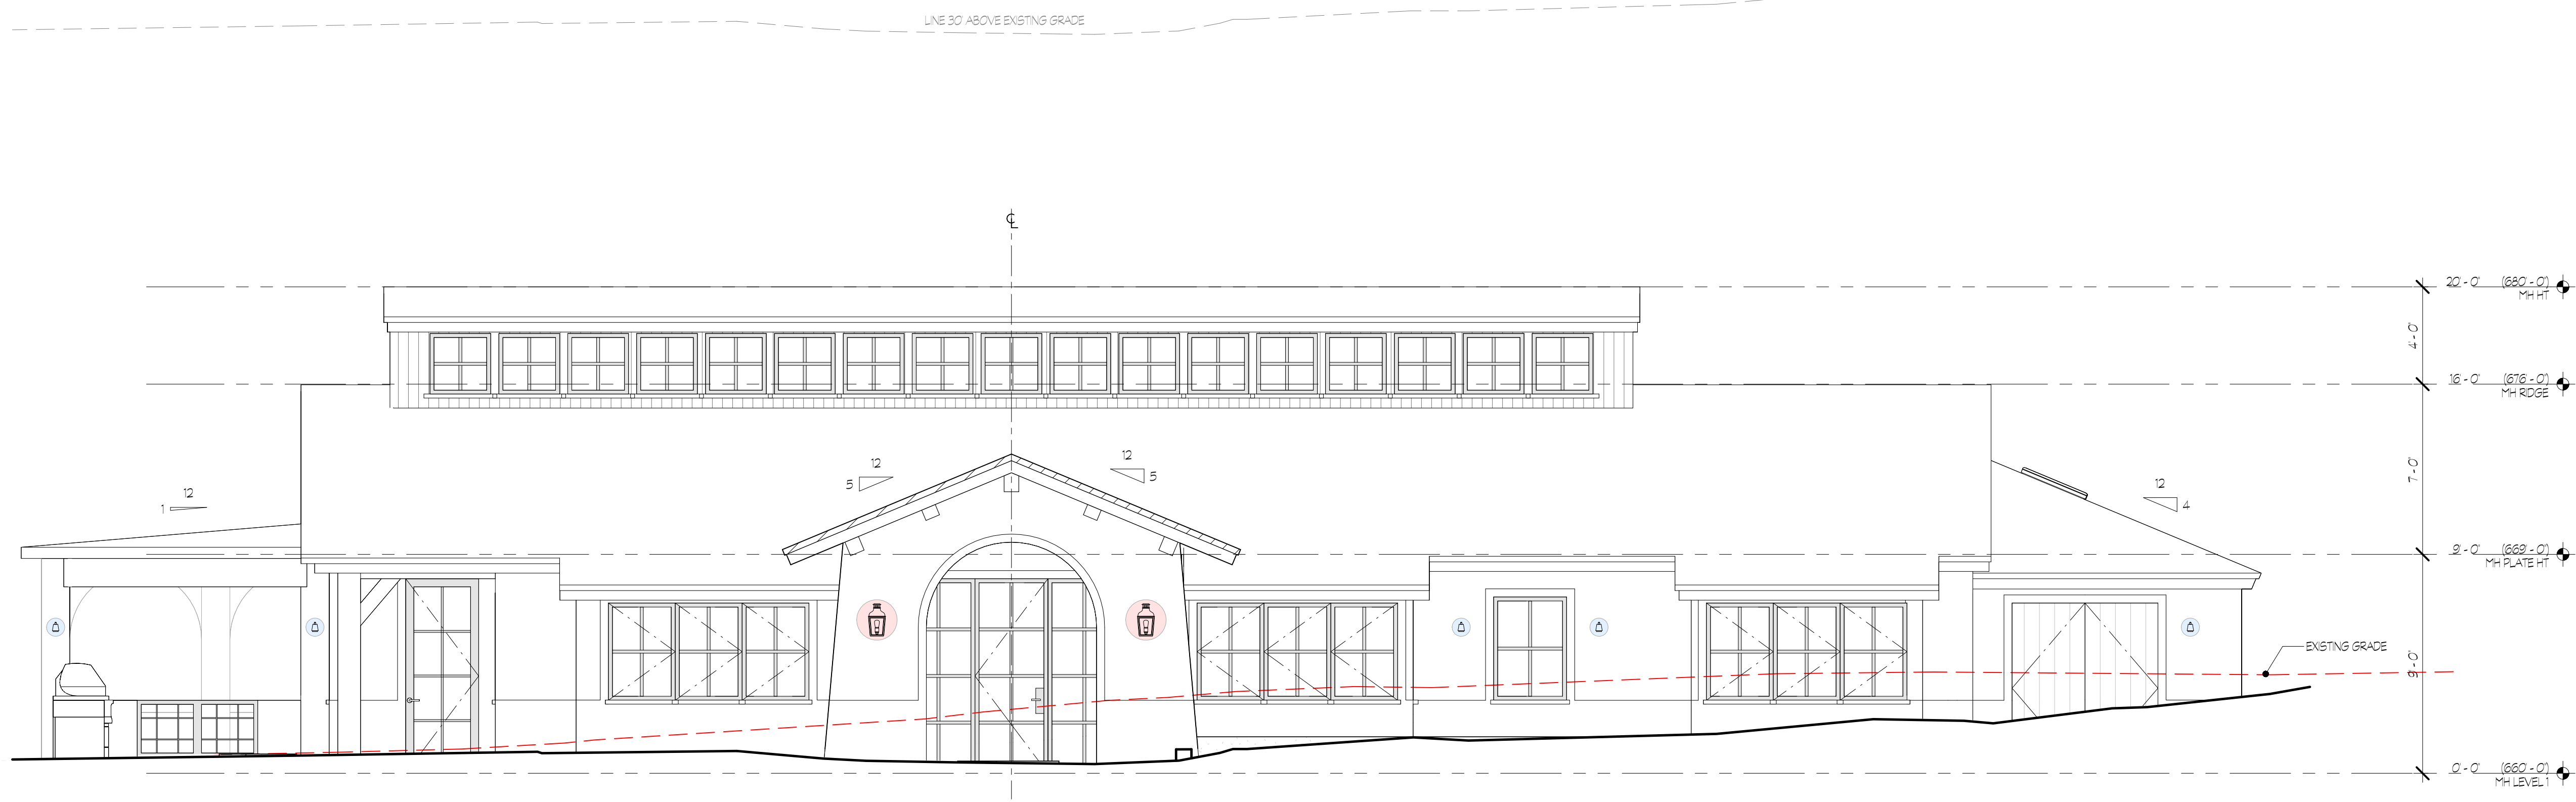 LINE 30' ABOVE EXISTING GRADE
℄
20' - 0" (680' - 0")
MH HT
4' - 0"
16' - 0" (676' - 0")
MH RIDGE
12
5
12
5
7' - 0"
12
1
12
4
9' - 0" (669' - 0")
MH PLATE HT
EXISTING GRADE
9' - 0"
0' - 0" (660' - 0")
MH LEVEL 1